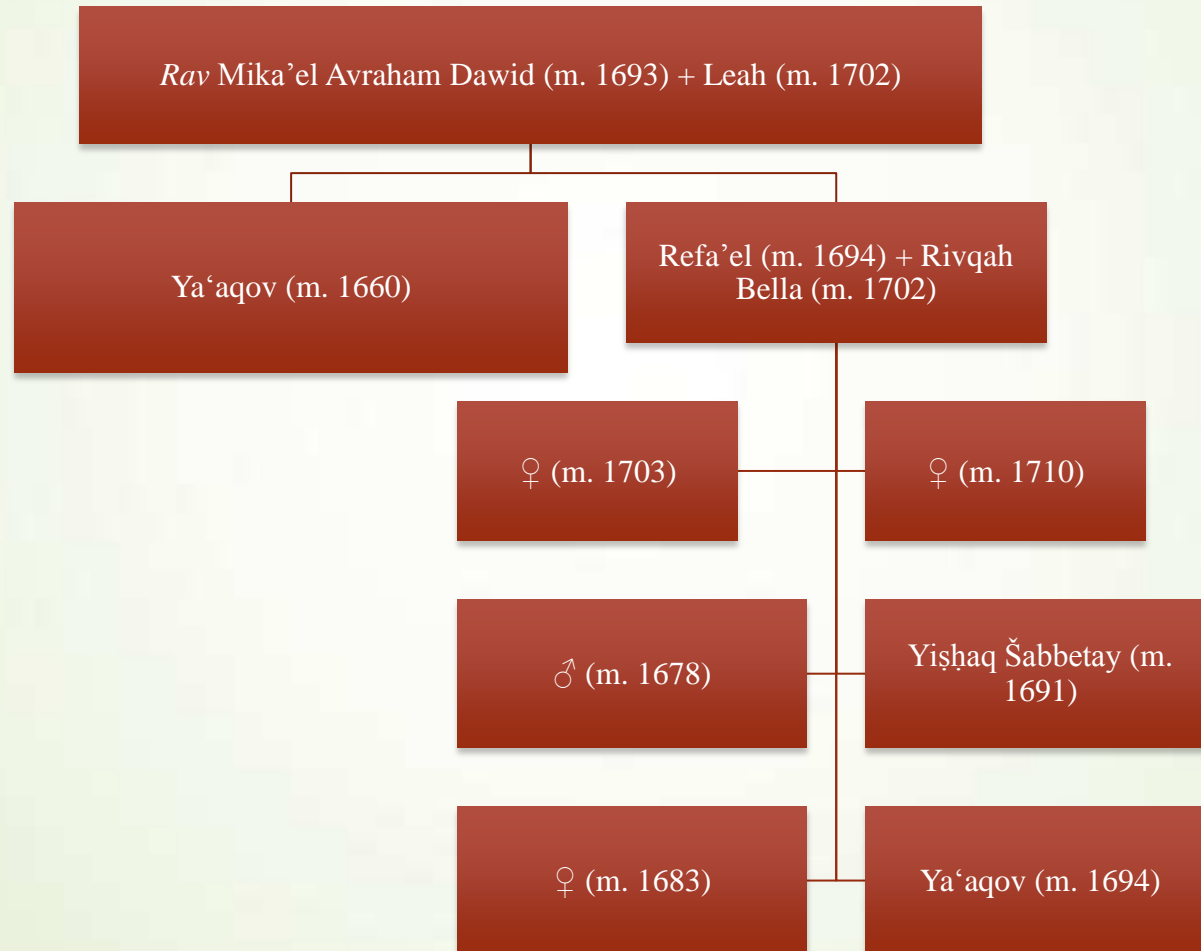 Rav Mika’el Avraham Dawid (m. 1693) + Leah (m. 1702)
Ya‘aqov (m. 1660)
Refa’el (m. 1694) + Rivqah
Bella (m. 1702)
♀ (m. 1703)
♀ (m. 1710)
♂ (m. 1678)
Yiṣḥaq Šabbetay (m.
1691)
♀ (m. 1683)
Ya‘aqov (m. 1694)